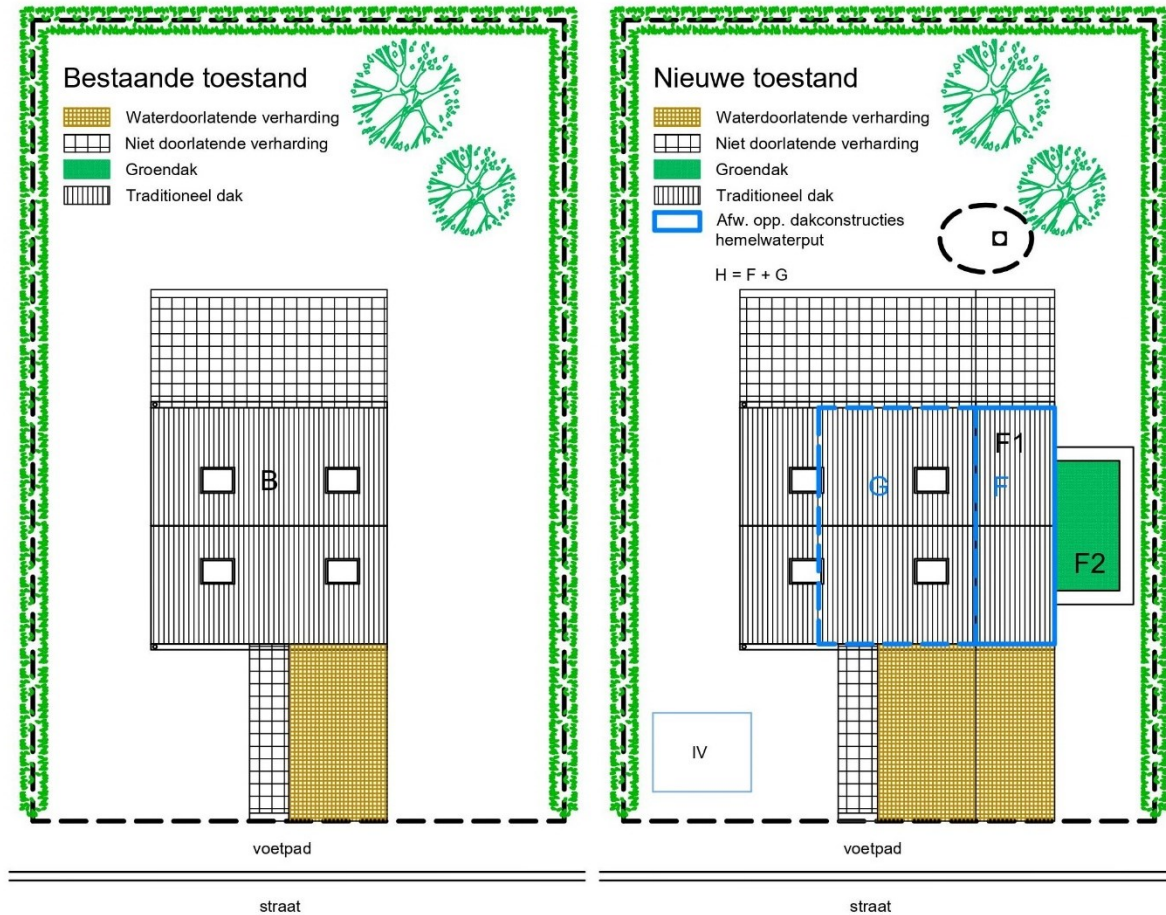 Bestaande toestand
Waterdoorlatende verharding
Niet doorlatende verharding
Groendak
Traditioneel dak
B
voetpad
straat
Nieuwe toestand
Waterdoorlatende verharding
Niet doorlatende verharding
Groendak
Traditioneel dak
Afw. opp. dakconstructies
hemelwaterput
H = F + G
F1
G
F
F2
IV
voetpad
straat